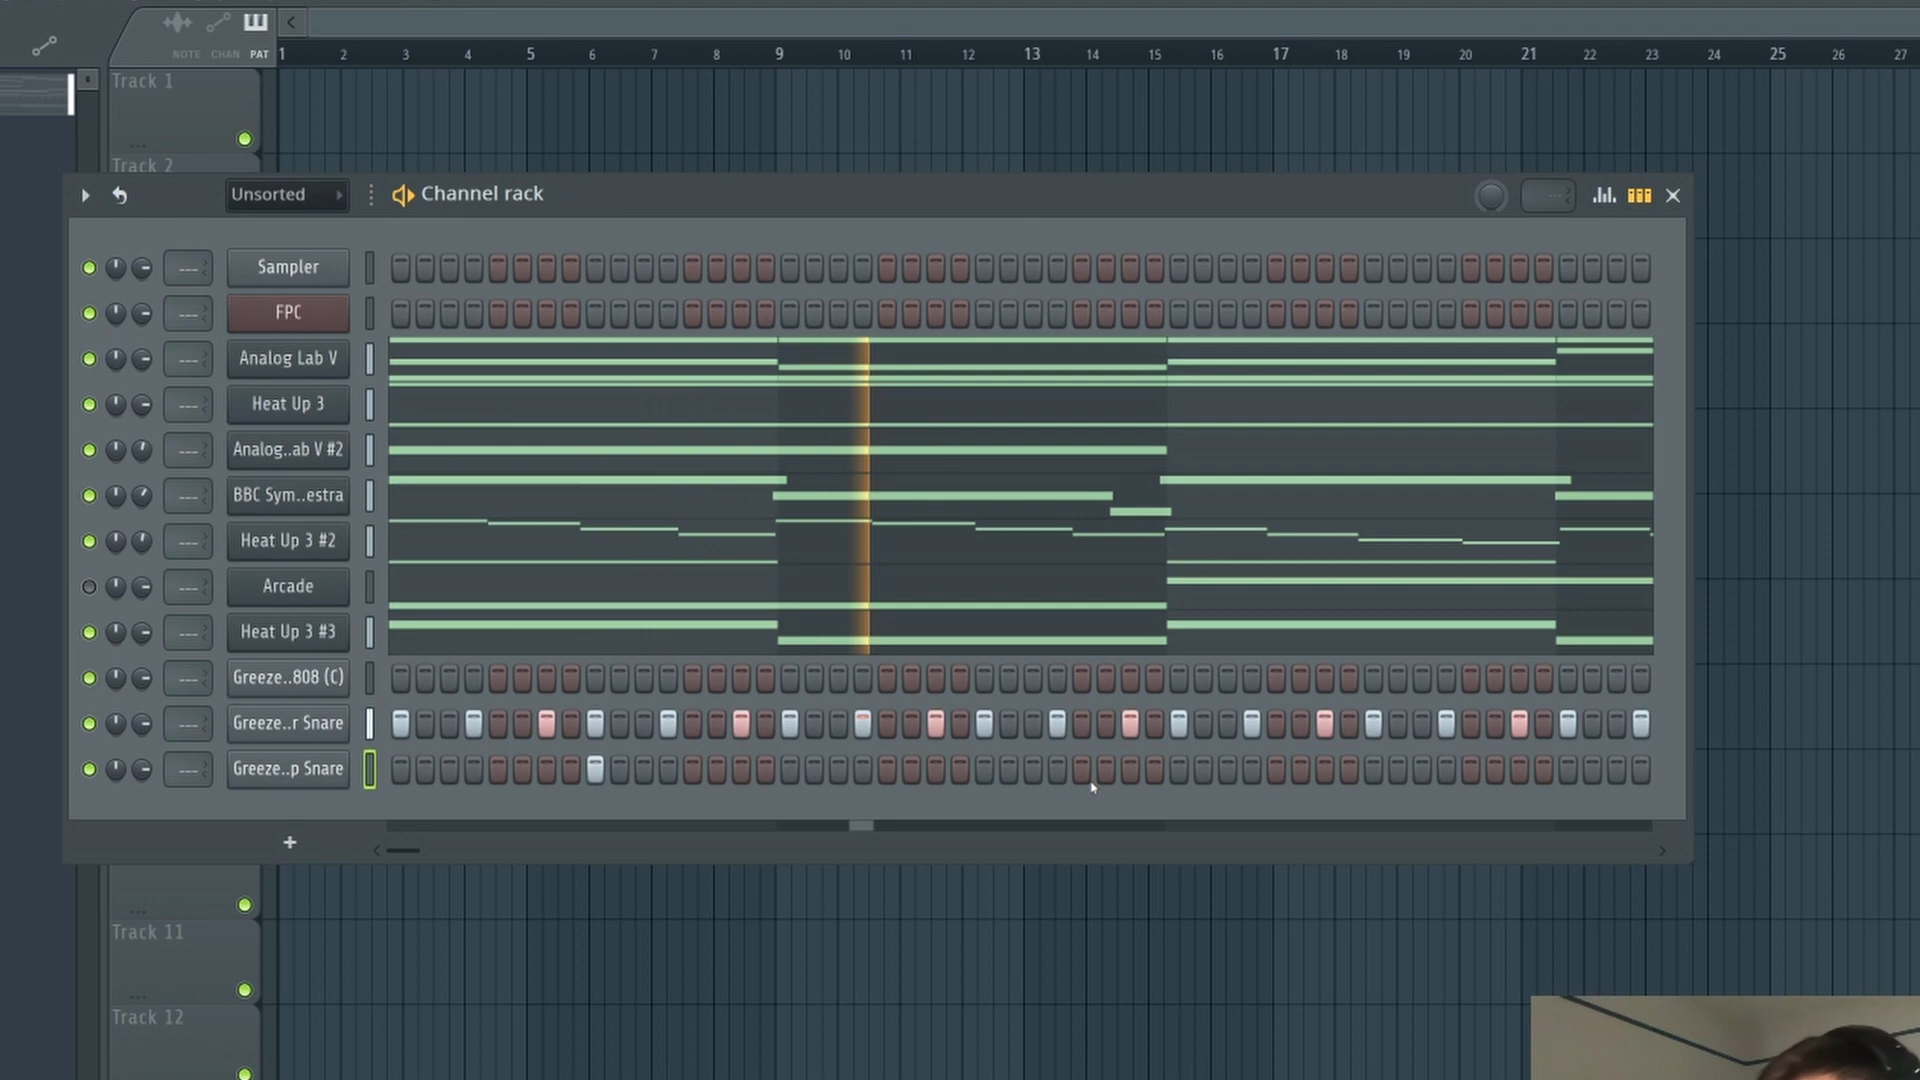 NOTE CHAN PAT
1 2 3 4 5 6 7 8 9 10 11 12 13 14 15 16 17 18 19 20 21 22 23 24 25 26 27
Track 1
Track 2
Unsorted
Channel rack
Sampler
FPC
Analog Lab V
Heat Up 3
Analog..ab V #2
BBC Sym..estra
Heat Up 3 #2
Arcade
Heat Up 3 #3
Greeze..808 (C)
Greeze..r Snare
Greeze..p Snare
Track 11
Track 12